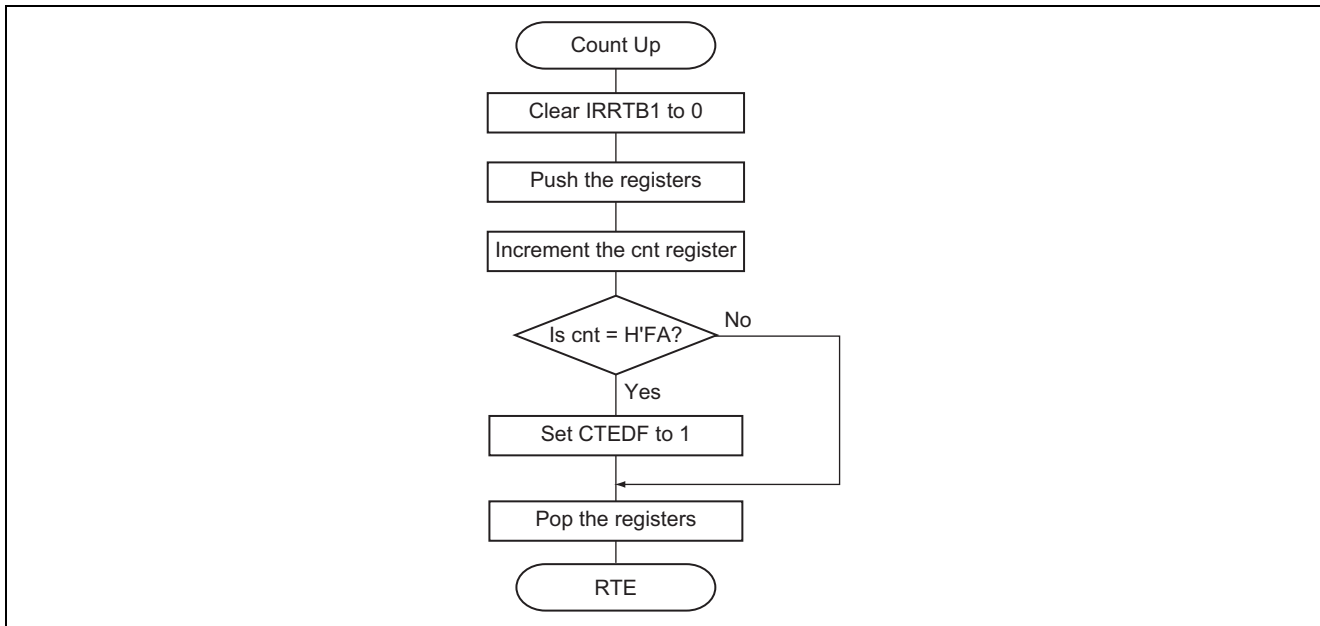 Count Up
Clear IRRTB1 to 0
Push the registers
Increment the cnt register
Is cnt = H'FA?
No
Yes
Set CTEDF to 1
Pop the registers
RTE